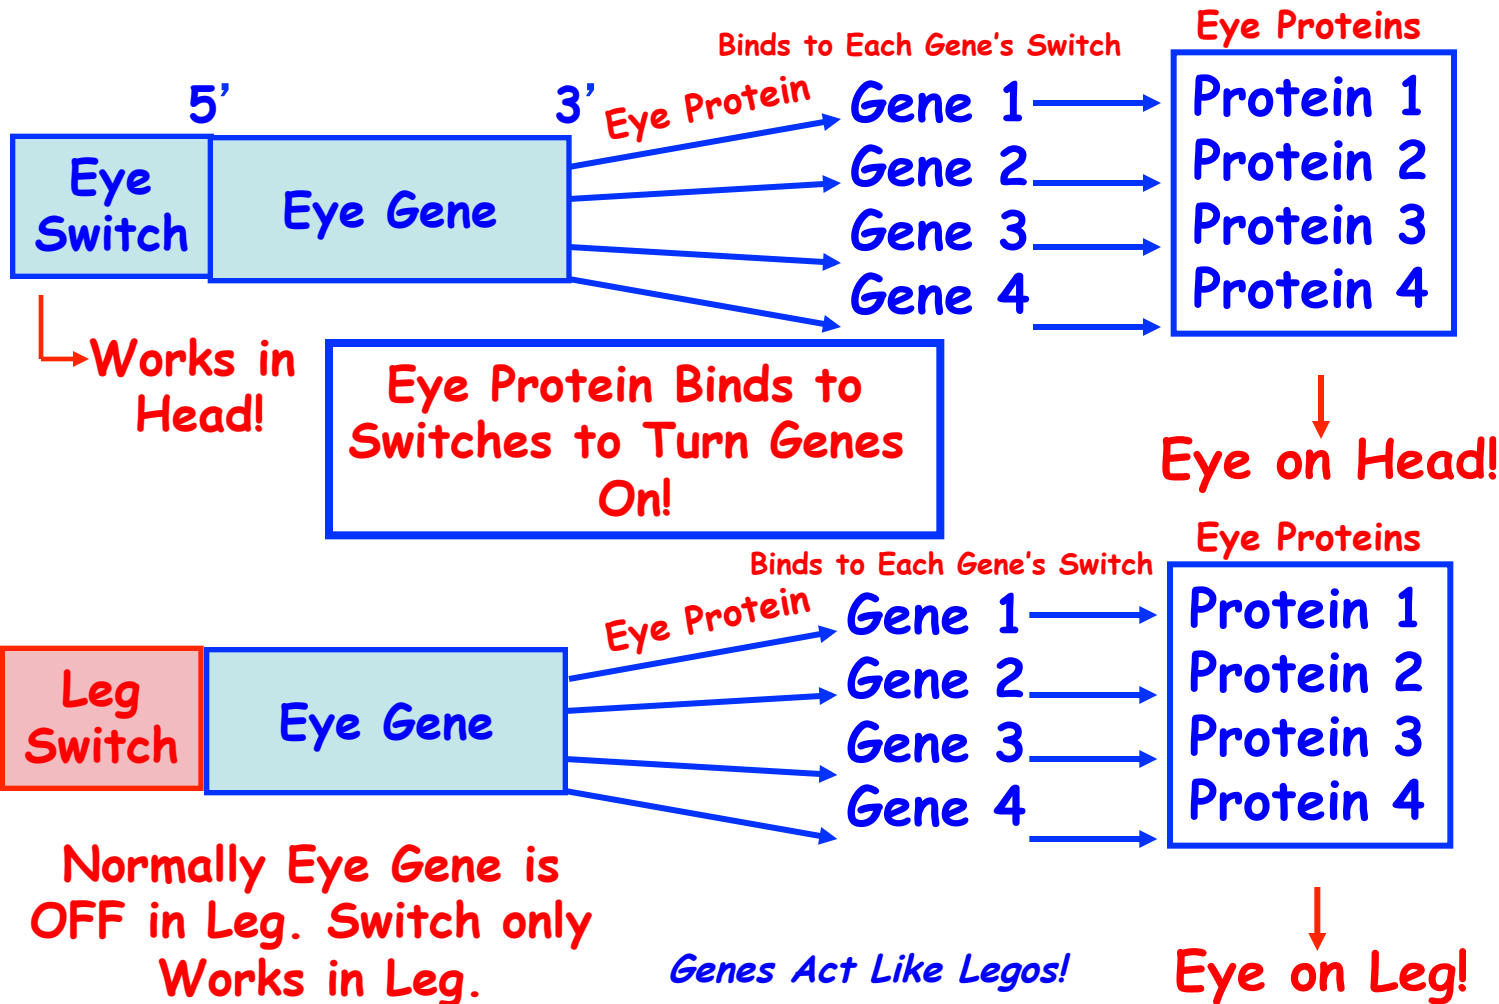 Eye Proteins
Binds to Each Gene's Switch
5’
3’
Eye Protein
Eye
Switch
Eye Gene
Gene 1
Gene 2
Gene 3
Gene 4
Protein 1
Protein 2
Protein 3
Protein 4
Works in
Head!
Eye Protein Binds to
Switches to Turn Genes
On!
Eye on Head!
Eye Proteins
Binds to Each Gene's Switch
Eye Protein
Leg
Switch
Eye Gene
Gene 1
Gene 2
Gene 3
Gene 4
Protein 1
Protein 2
Protein 3
Protein 4
Normally Eye Gene is
OFF in Leg. Switch only
Works in Leg.
Genes Act Like Legos!
Eye on Leg!